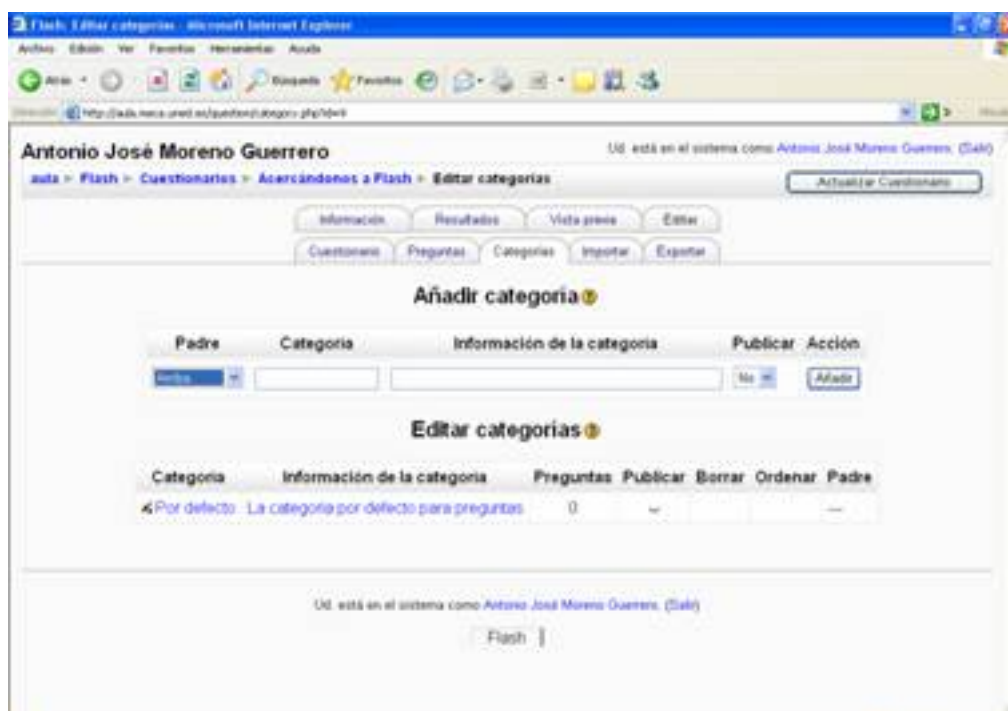 Flash: Editar categorías - Microsoft Internet Explorer
Archivo Edición Ver Favoritos Herramientas Ayuda
Atrás Búsqueda Favoritos
Antonio José Moreno Guerrero
Ud. está en el sistema como Antonio José Moreno Guerrero. (Salir)
aula ► Flash ► Cuestionarios ► Acercándonos a Flash ► Editar categorías
Actualizar Cuestionario
Información Resultados Vista previa Editar
Cuestionario Preguntas Categorías Importar Exportar
Añadir categoría
Padre Categoría Información de la categoría Publicar Acción
Arriba No Añadir
Editar categorías
Categoría Información de la categoría Preguntas Publicar Borrar Ordenar Padre
Por defecto La categoría por defecto para preguntas 0
Ud. está en el sistema como Antonio José Moreno Guerrero. (Salir)
Flash